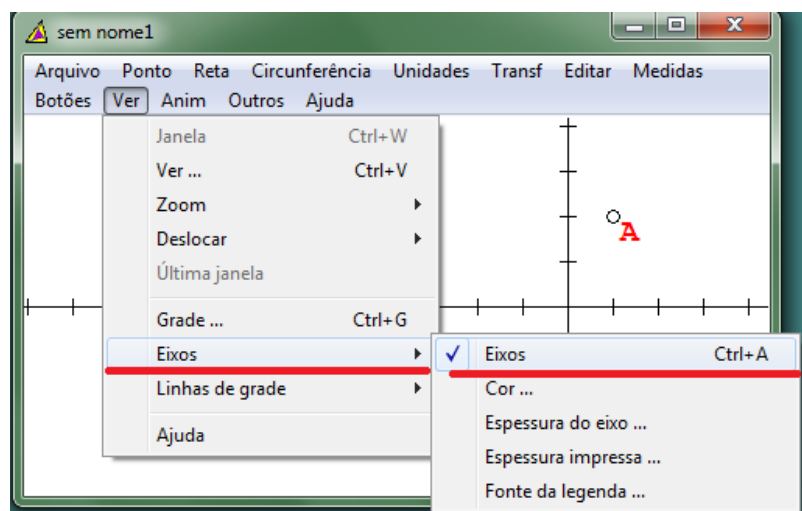 sem nome1
Arquivo Ponto Reta Circunferência Unidades Transf Editar Medidas
Botões Ver Anim Outros Ajuda
Janela Ctrl+W
Ver ... Ctrl+V
Zoom
Deslocar
Última janela
Grade ... Ctrl+G
Eixos
Linhas de grade
Ajuda
A
Eixos Ctrl+A
Cor ...
Espessura do eixo ...
Espessura impressa ...
Fonte da legenda ...